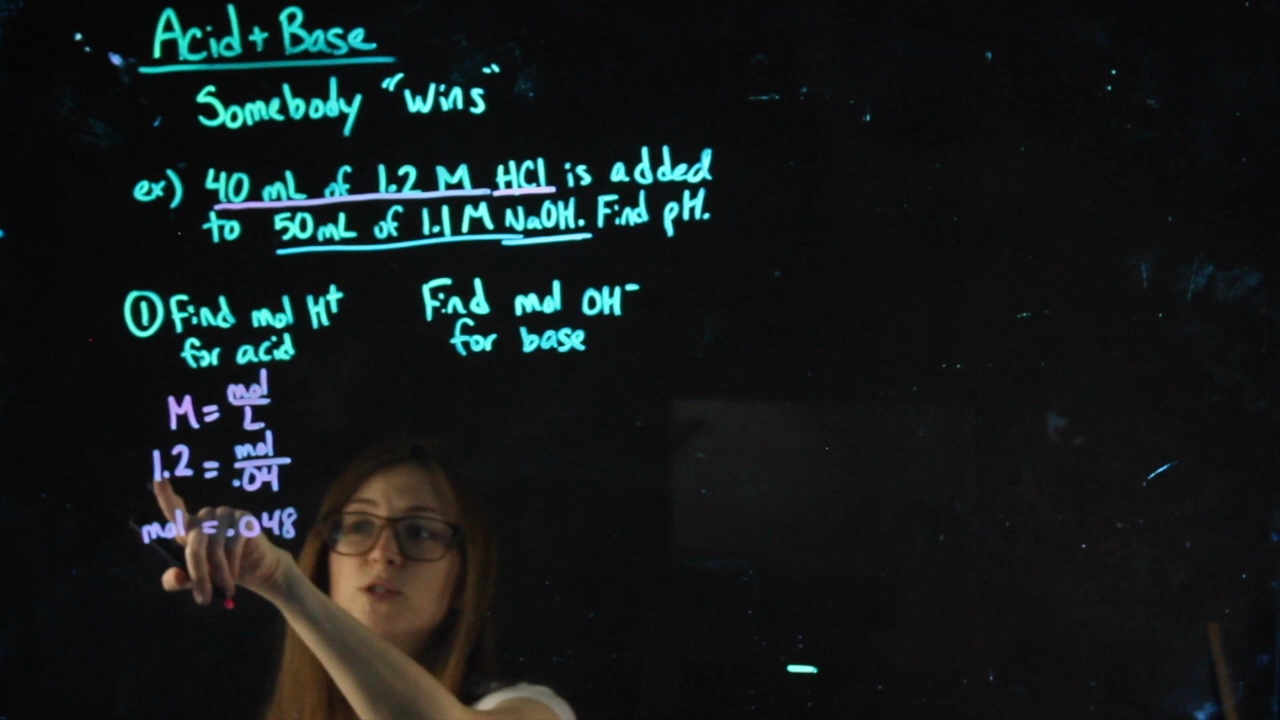 Acid + Base
Somebody "Wins"
ex) 40 mL of 1.2 M HCl is added
to 50 mL of 1.1 M NaOH. Find pH.
① Find mol H⁺
for acid
M = mol/L
1.2 = mol/.04
mol = .048
Find mol OH⁻
for base